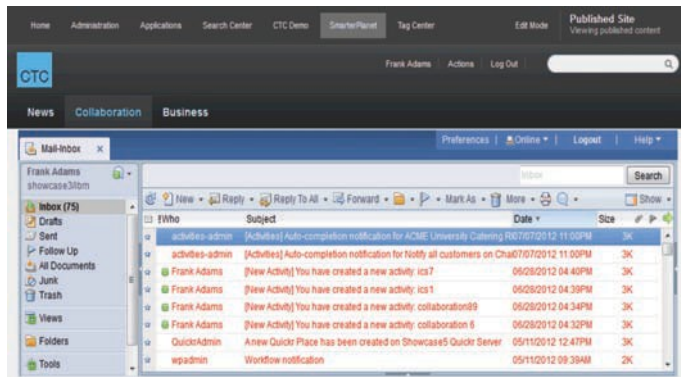 Home Administration Applications Search Center CTC Demo SmarterPlanet Tag Center Edit Mode Published Site
Viewing published content
CTC
Frank Adams Actions Log Out
News Collaboration Business
Mail-Inbox x Preferences | Online | Logout | Help
Frank Adams
showcase3/ibm
Inbox Search
New Reply Reply To All Forward Mark As More Show
!Who Subject Date Size
Inbox (75)
Drafts
Sent
Follow Up
All Documents
Junk
Trash
Views
Folders
Tools
activities-admin [Activities] Auto-completion notification for ACME University Catering R 07/07/2012 11:00PM 3K
activities-admin [Activities] Auto-completion notification for Notify all customers on Cha 07/07/2012 11:00PM 3K
Frank Adams [New Activity] You have created a new activity: ics7 06/28/2012 04:40PM 3K
Frank Adams [New Activity] You have created a new activity: ics1 06/28/2012 04:39PM 3K
Frank Adams [New Activity] You have created a new activity: collaboration89 06/28/2012 04:34PM 3K
Frank Adams [New Activity] You have created a new activity: collaboration 6 06/28/2012 04:32PM 3K
QuickrAdmin A new Quickr Place has been created on Showcase5 Quickr Server 05/11/2012 12:47PM 3K
wpadmin Workflow notification 05/11/2012 09:39AM 2K